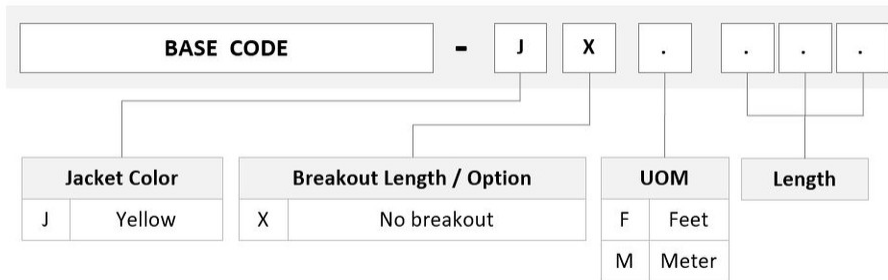 BASE CODE - J X . . . .
Jacket Color
J Yellow
Breakout Length / Option
X No breakout
UOM
F Feet
M Meter
Length